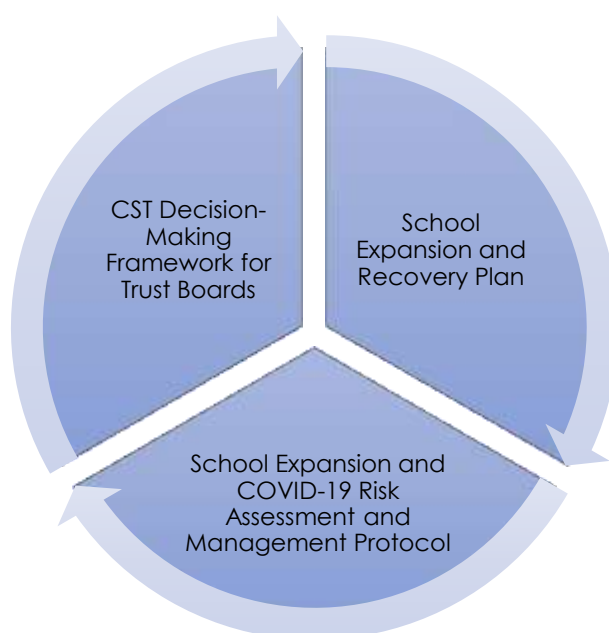 CST Decision-
Making
Framework for
Trust Boards
School
Expansion and
Recovery Plan
School Expansion and
COVID-19 Risk
Assessment and
Management Protocol